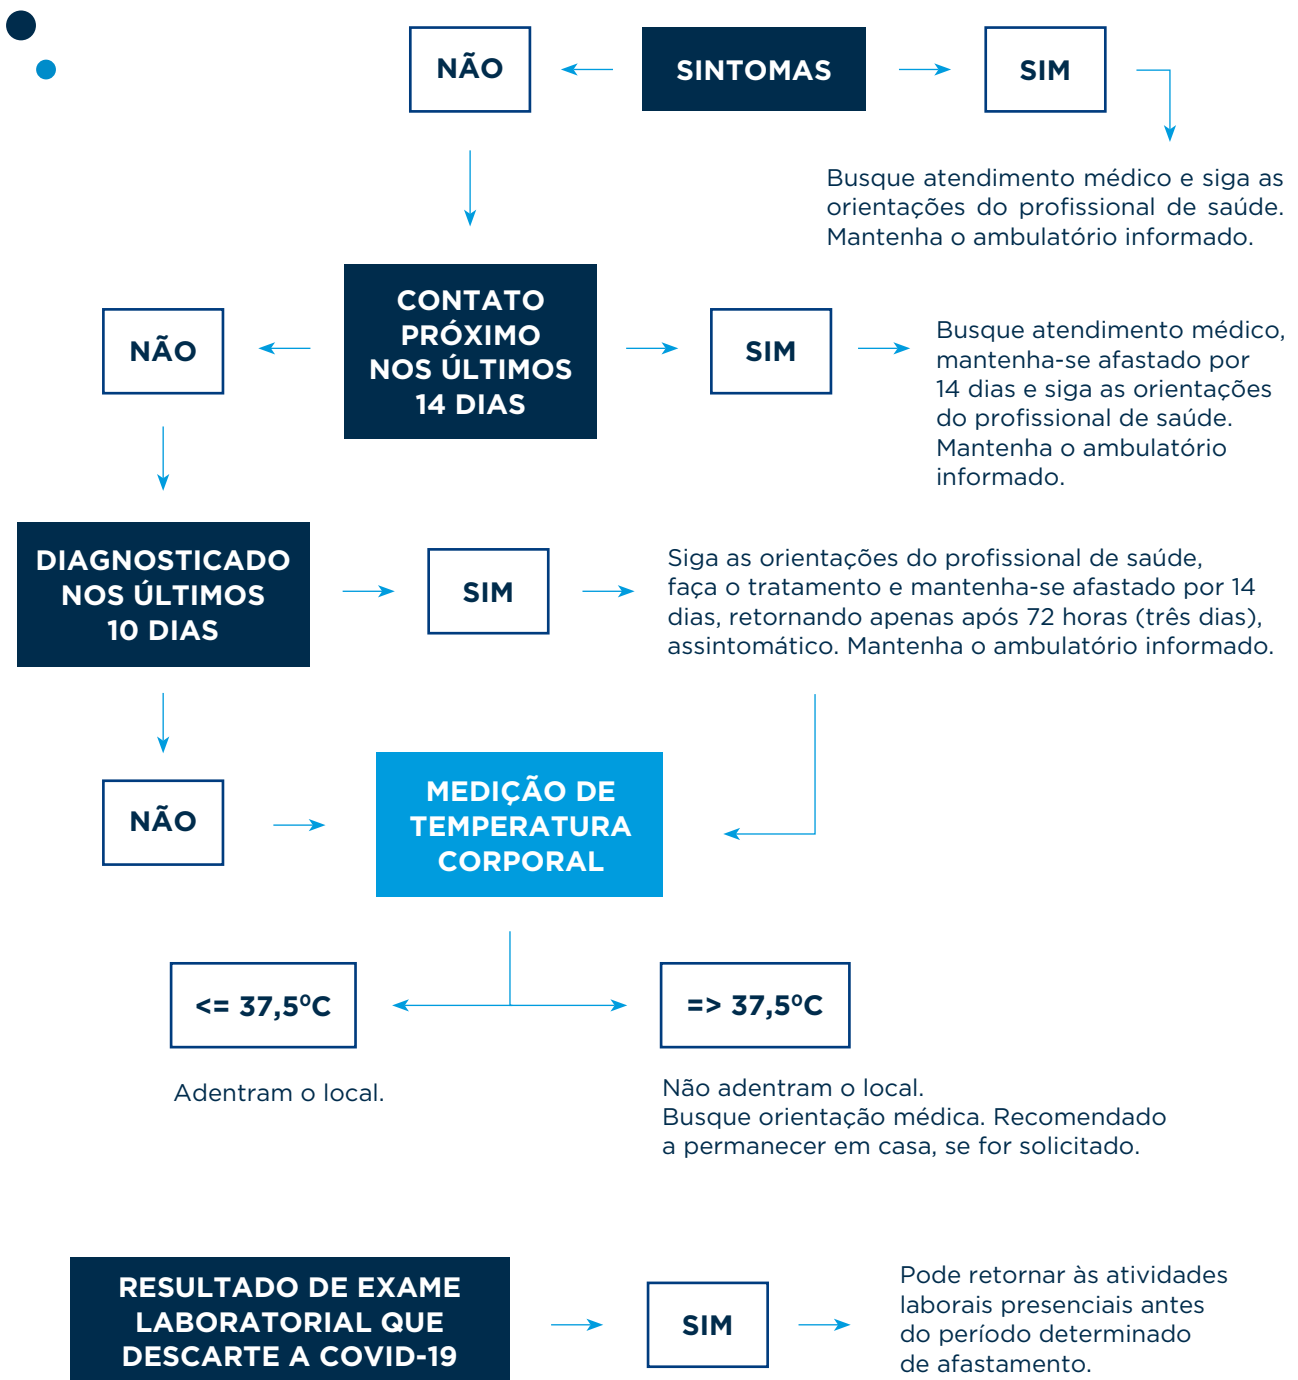 NÃO
SINTOMAS
SIM
Busque atendimento médico e siga as
orientações do profissional de saúde.
Mantenha o ambulatório informado.
NÃO
CONTATO
PRÓXIMO
NOS ÚLTIMOS
14 DIAS
SIM
Busque atendimento médico,
mantenha-se afastado por
14 dias e siga as orientações
do profissional de saúde.
Mantenha o ambulatório
informado.
DIAGNOSTICADO
NOS ÚLTIMOS
10 DIAS
SIM
Siga as orientações do profissional de saúde,
faça o tratamento e mantenha-se afastado por 14
dias, retornando apenas após 72 horas (três dias),
assintomático. Mantenha o ambulatório informado.
NÃO
MEDIÇÃO DE
TEMPERATURA
CORPORAL
<= 37,5ºC
=> 37,5ºC
Adentram o local.
Não adentram o local.
Busque orientação médica. Recomendado
a permanecer em casa, se for solicitado.
RESULTADO DE EXAME
LABORATORIAL QUE
DESCARTE A COVID-19
SIM
Pode retornar às atividades
laborais presenciais antes
do período determinado
de afastamento.